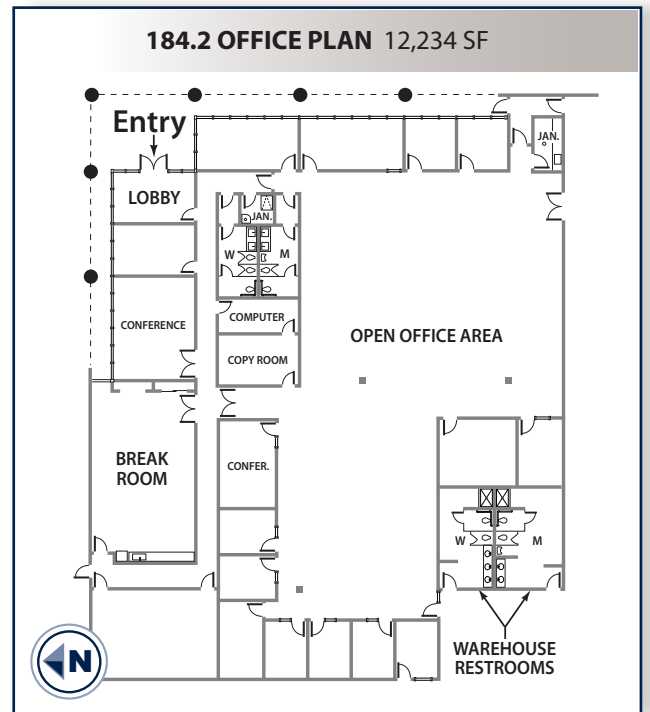 184.2 OFFICE PLAN 12,234 SF
Entry
JAN.
LOBBY
JAN.
W
M
CONFERENCE
COMPUTER
OPEN OFFICE AREA
COPY ROOM
BREAK
ROOM
CONFER.
W
M
N
WAREHOUSE
RESTROOMS